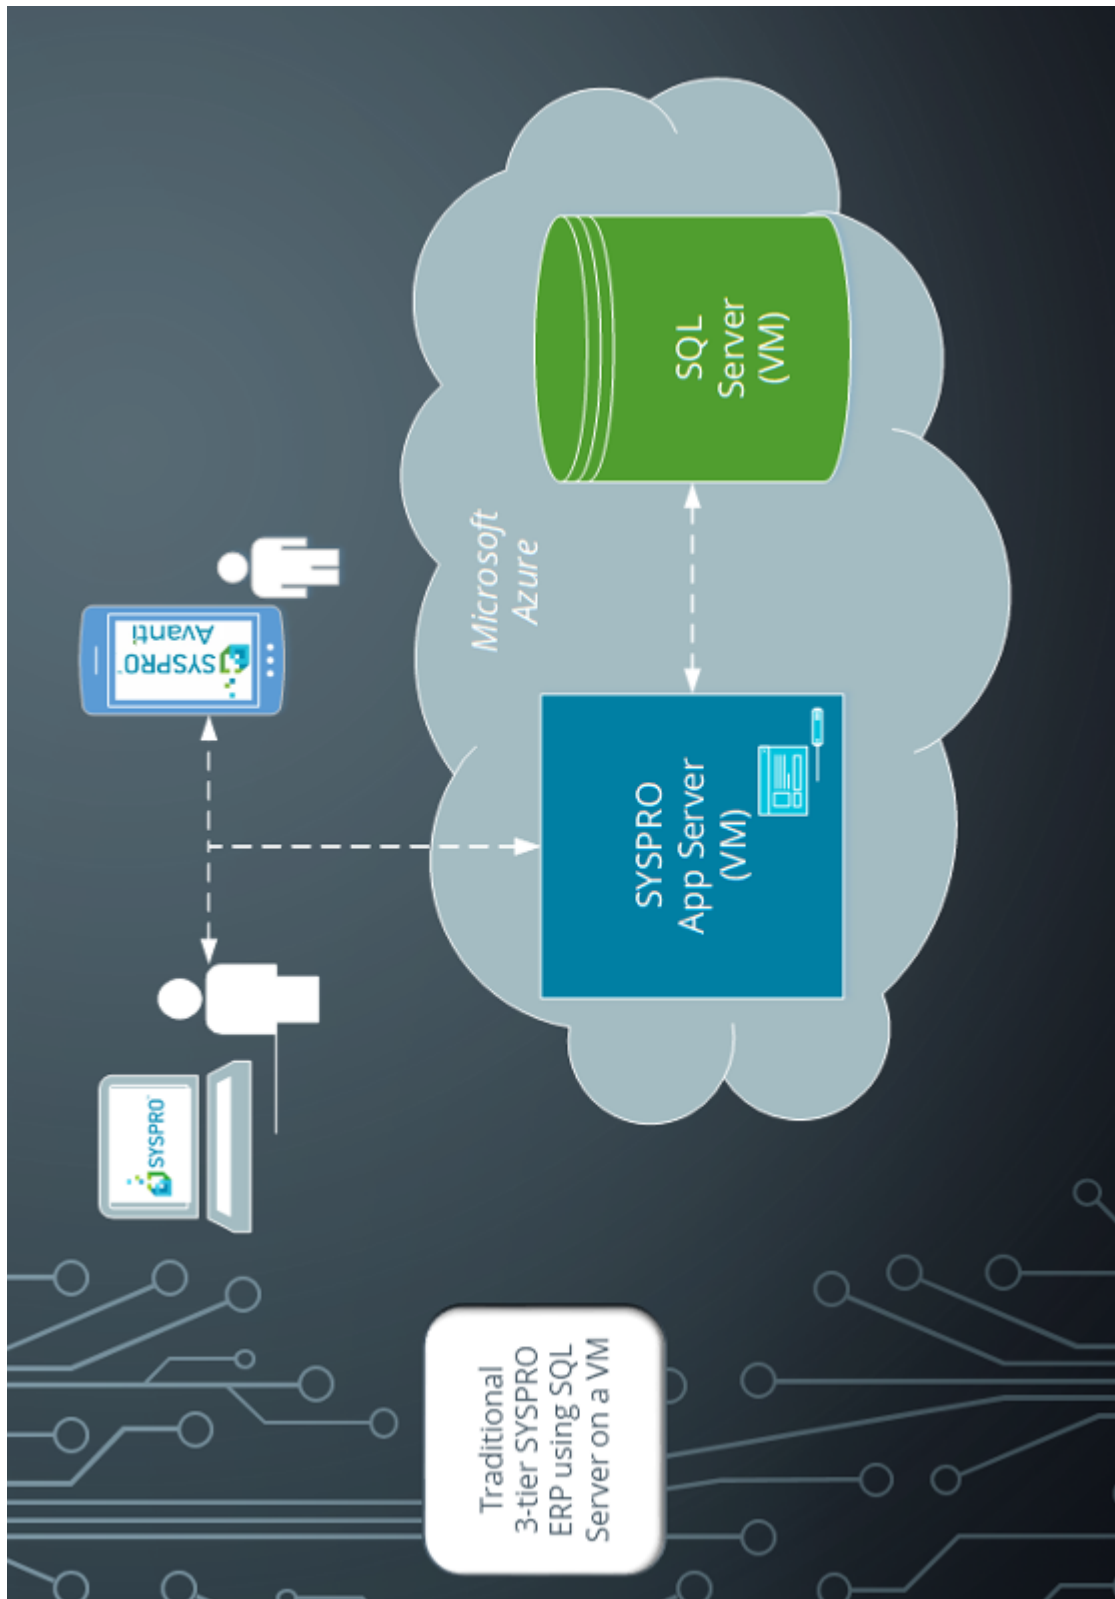 Traditional
3-tier SYSPRO
ERP using SQL
Server on a VM
SYSPRO
SYSPRO
Avanti
Microsoft
Azure
SYSPRO
App Server
(VM)
SQL
Server
(VM)